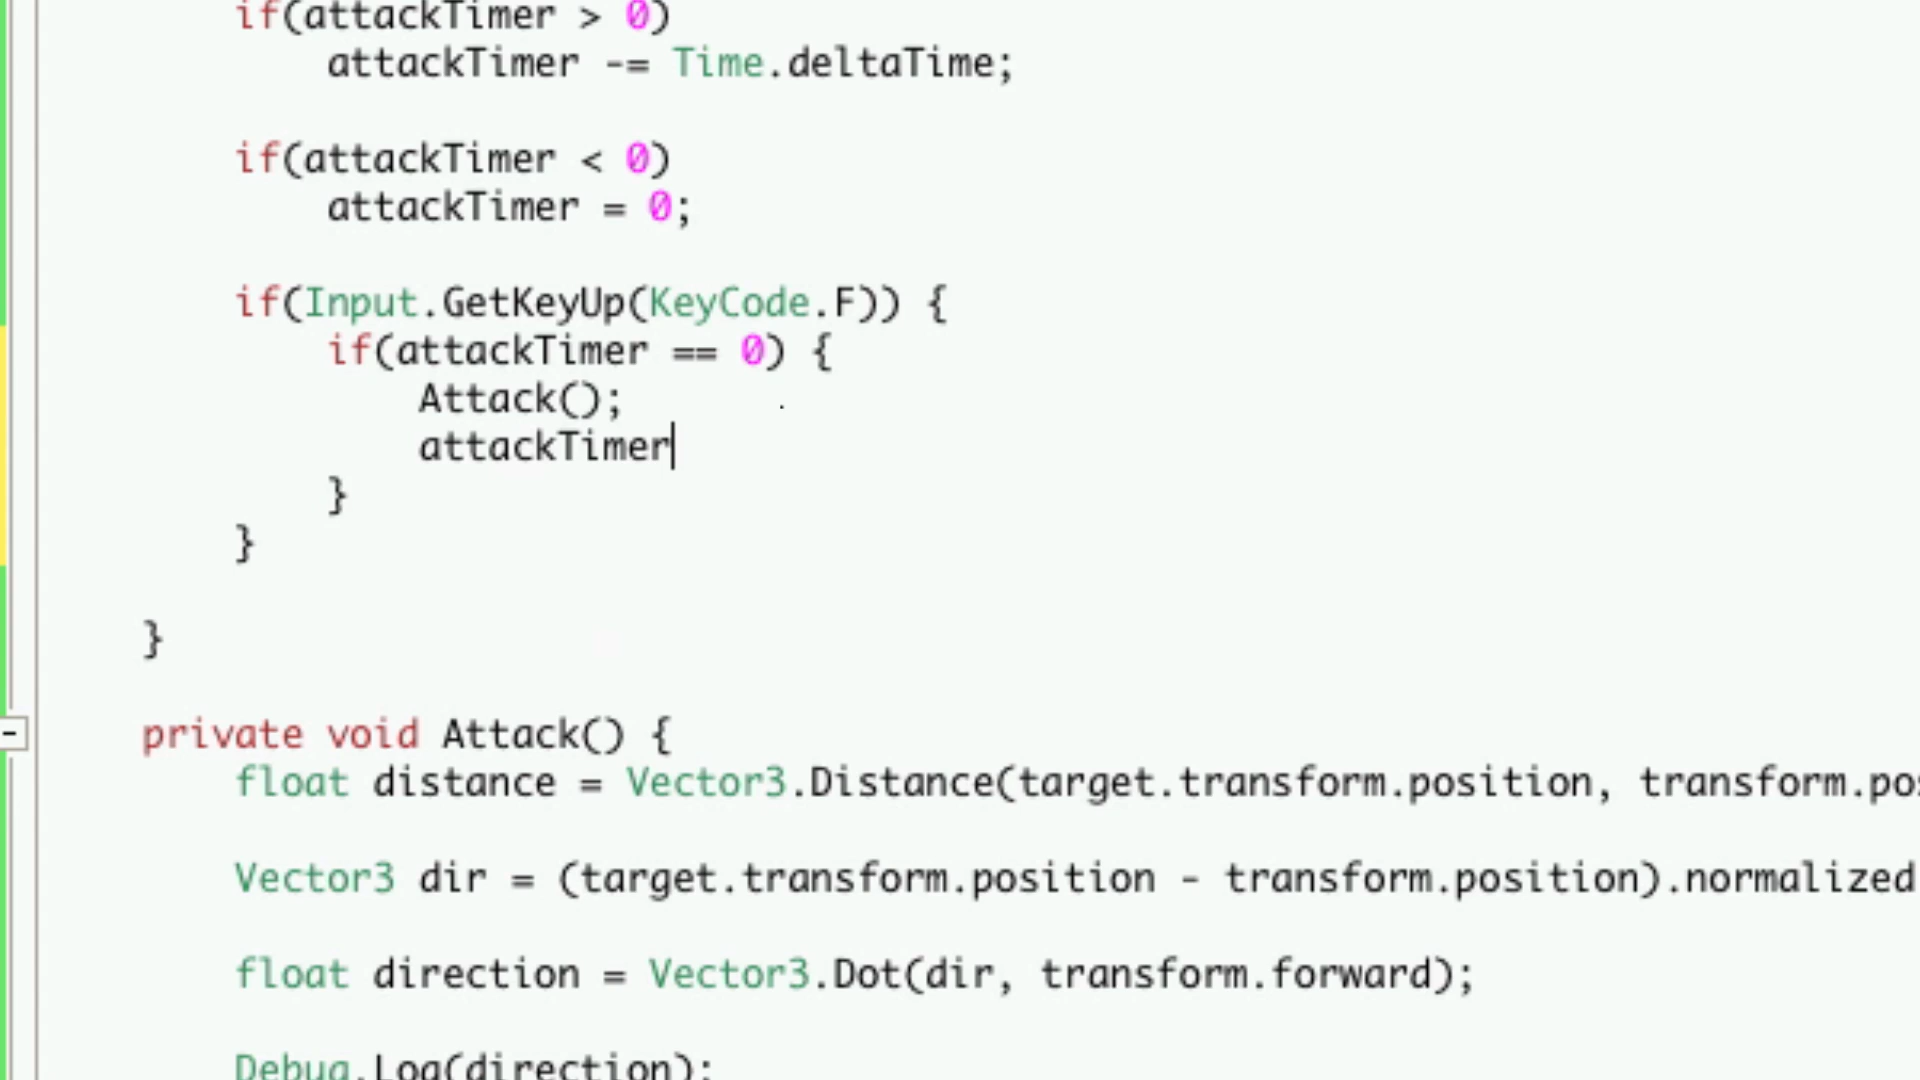 if(attackTimer > 0)
attackTimer -= Time.deltaTime;
if(attackTimer < 0)
attackTimer = 0;
if(Input.GetKeyUp(KeyCode.F)) {
if(attackTimer == 0) {
Attack();
attackTimer
}
}
}
private void Attack() {
float distance = Vector3.Distance(target.transform.position, transform.pos
Vector3 dir = (target.transform.position - transform.position).normalized
float direction = Vector3.Dot(dir, transform.forward);
Debug.Log(direction);